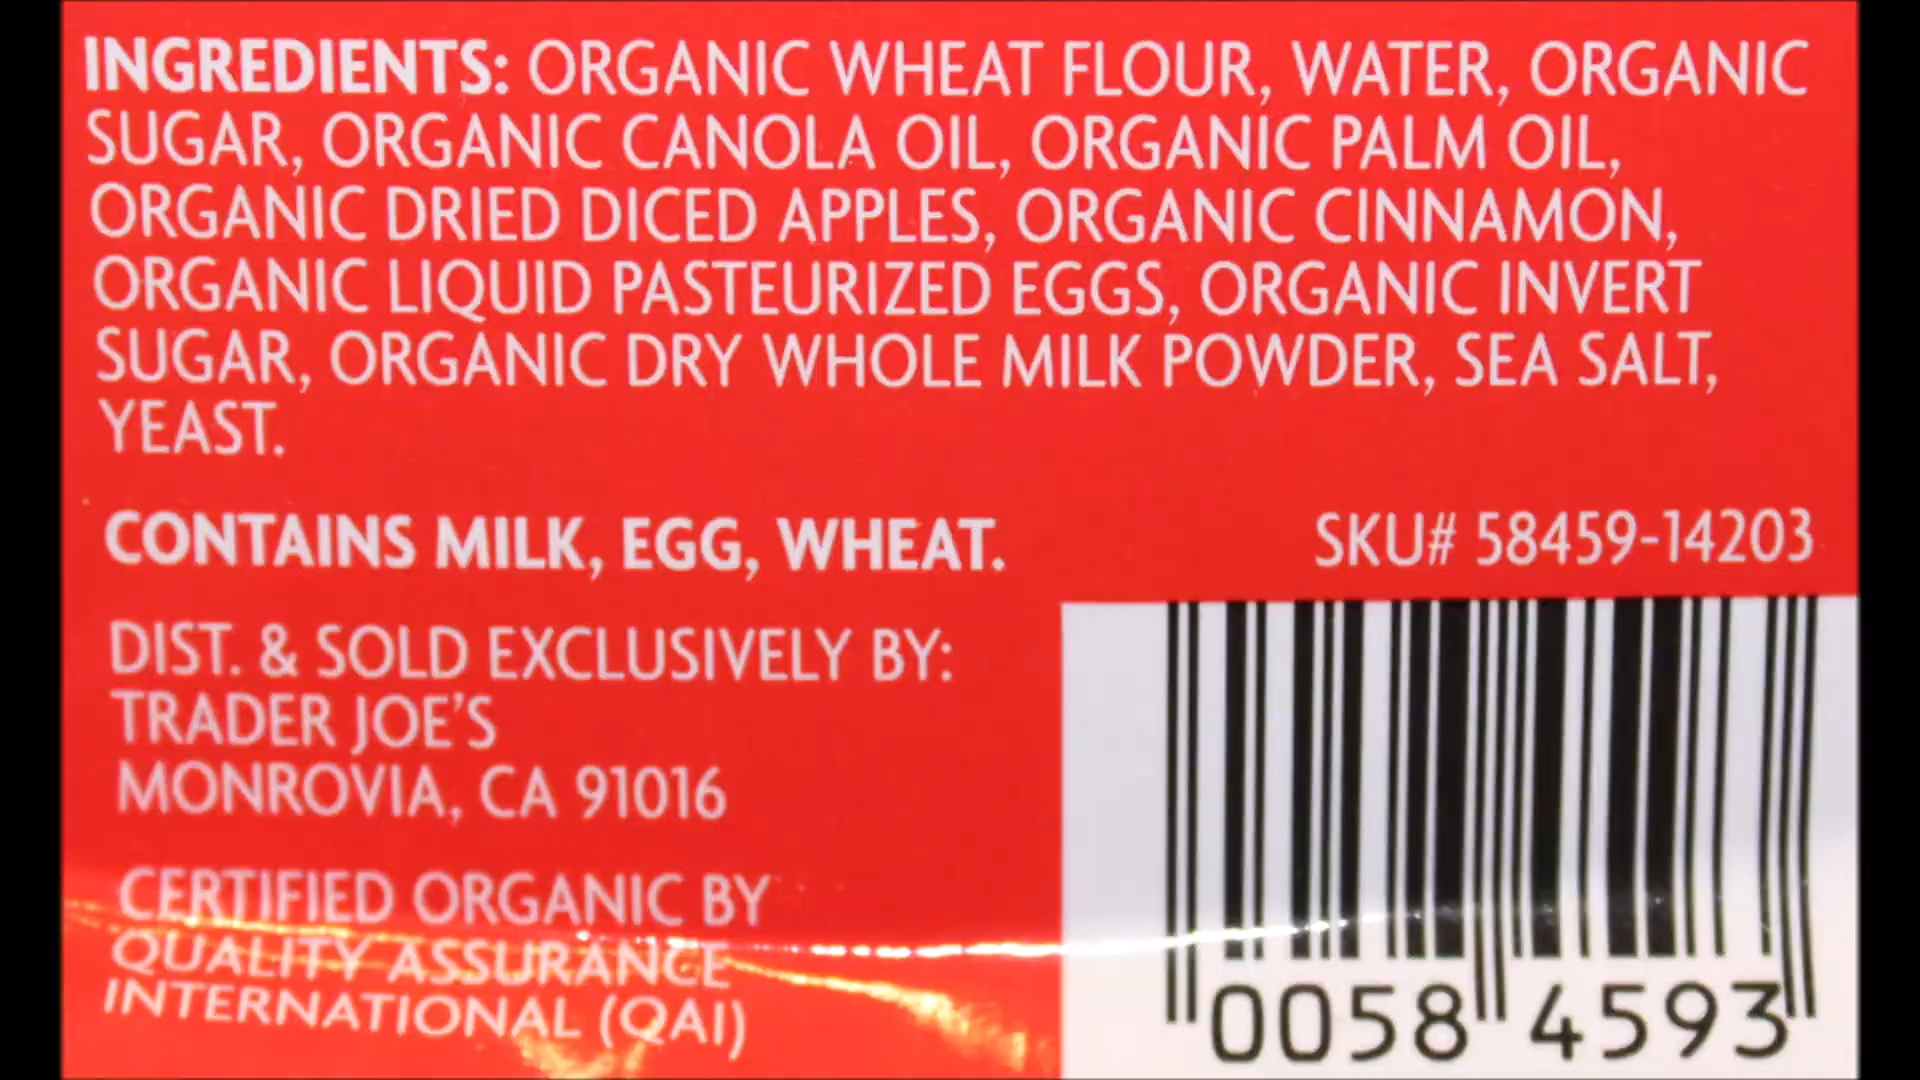 INGREDIENTS: ORGANIC WHEAT FLOUR, WATER, ORGANIC
SUGAR, ORGANIC CANOLA OIL, ORGANIC PALM OIL,
ORGANIC DRIED DICED APPLES, ORGANIC CINNAMON,
ORGANIC LIQUID PASTEURIZED EGGS, ORGANIC INVERT
SUGAR, ORGANIC DRY WHOLE MILK POWDER, SEA SALT,
YEAST.
CONTAINS MILK, EGG, WHEAT.
SKU# 58459-14203
DIST. & SOLD EXCLUSIVELY BY:
TRADER JOE'S
MONROVIA, CA 91016
CERTIFIED ORGANIC BY
QUALITY ASSURANCE
INTERNATIONAL (QAI)
0058 4593